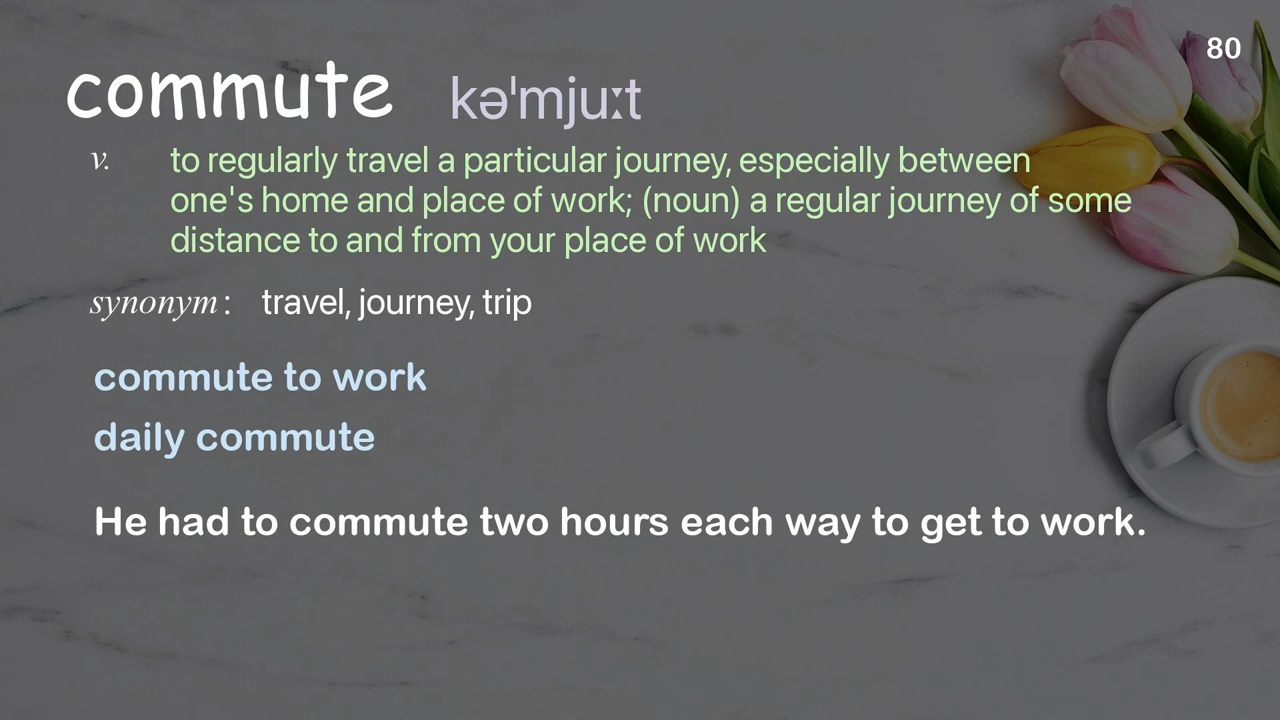 80
commute kəˈmjuːt
v. to regularly travel a particular journey, especially between
one's home and place of work; (noun) a regular journey of some
distance to and from your place of work
synonym: travel, journey, trip
commute to work
daily commute
He had to commute two hours each way to get to work.